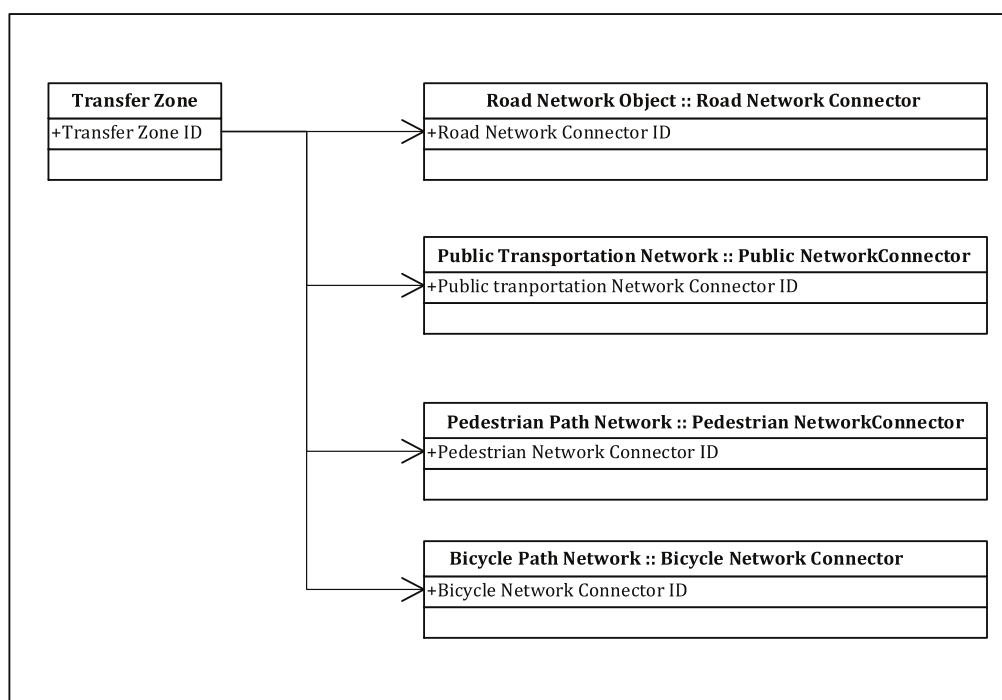 Transfer Zone
+Transfer Zone ID
Road Network Object :: Road Network Connector
+Road Network Connector ID
Public Transportation Network :: Public NetworkConnector
+Public tranportation Network Connector ID
Pedestrian Path Network :: Pedestrian NetworkConnector
+Pedestrian Network Connector ID
Bicycle Path Network :: Bicycle Network Connector
+Bicycle Network Connector ID